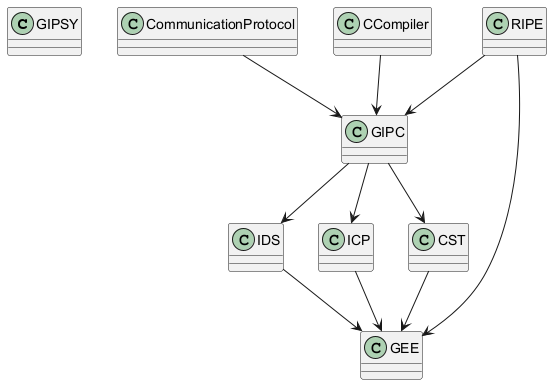 C GIPSY
C CommunicationProtocol
C CCompiler
C RIPE
C GIPC
C IDS
C ICP
C CST
C GEE